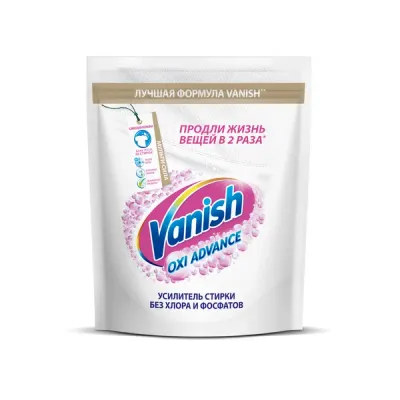 ЛУЧШАЯ ФОРМУЛА VANISH
ПРОДЛИ ЖИЗНЬ
ВЕЩЕЙ В 2 РАЗА*
Vanish
OXI ADVANCE
УСИЛИТЕЛЬ СТИРКИ
БЕЗ ХЛОРА И ФОСФАТОВ